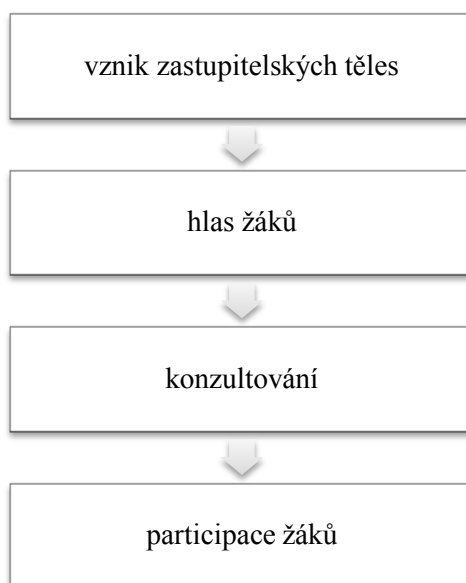 vznik zastupitelských těles
hlas žáků
konzultování
participace žáků